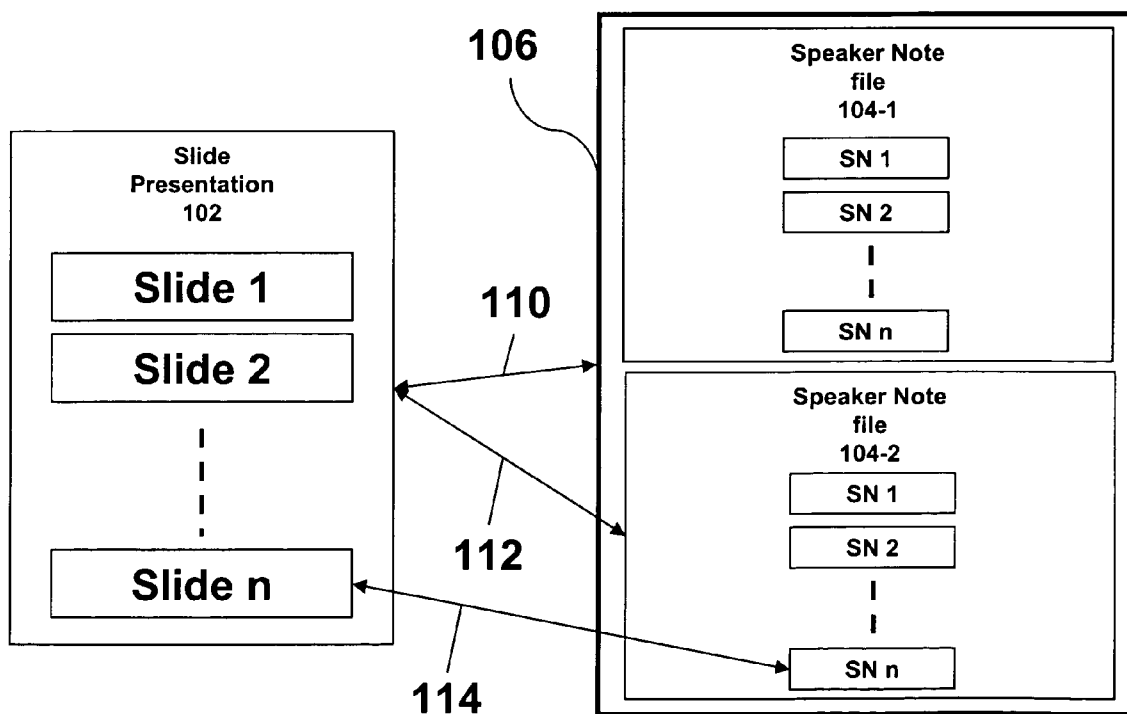 106
Speaker Note
file
104-1
SN 1
SN 2
SN n
Slide
Presentation
102
Slide 1
Slide 2
Slide n
110
112
114
Speaker Note
file
104-2
SN 1
SN 2
SN n